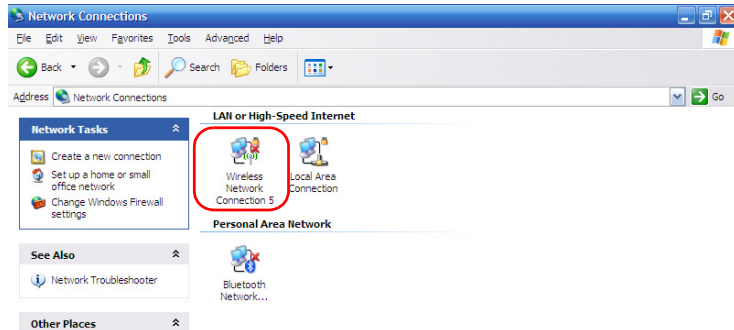 Network Connections
File Edit View Favorites Tools Advanced Help
Back Search Folders
Address Network Connections Go
LAN or High-Speed Internet
Network Tasks
Create a new connection
Set up a home or small
office network
Change Windows Firewall
settings
Wireless
Network
Connection 5
Local Area
Connection
Personal Area Network
See Also
Network Troubleshooter
Bluetooth
Network...
Other Places